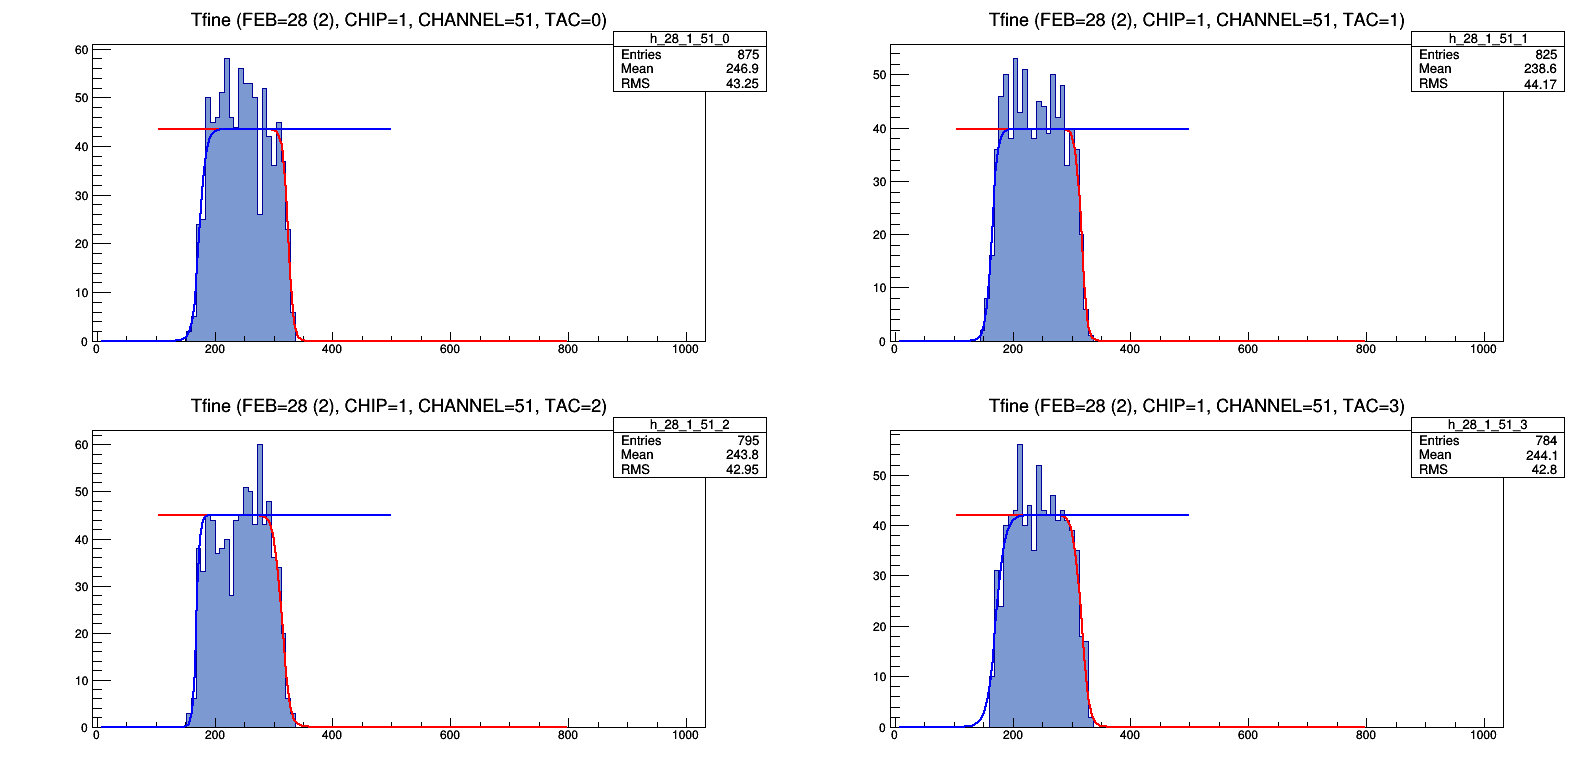 Tfine (FEB=28 (2), CHIP=1, CHANNEL=51, TAC=0)
h_28_1_51_0
Entries 875
Mean 246.9
RMS 43.25
60
50
40
30
20
10
0
0 200 400 600 800 1000
Tfine (FEB=28 (2), CHIP=1, CHANNEL=51, TAC=1)
h_28_1_51_1
Entries 825
Mean 238.6
RMS 44.17
50
40
30
20
10
0
0 200 400 600 800 1000
Tfine (FEB=28 (2), CHIP=1, CHANNEL=51, TAC=2)
h_28_1_51_2
Entries 795
Mean 243.8
RMS 42.95
60
50
40
30
20
10
0
0 200 400 600 800 1000
Tfine (FEB=28 (2), CHIP=1, CHANNEL=51, TAC=3)
h_28_1_51_3
Entries 784
Mean 244.1
RMS 42.8
50
40
30
20
10
0
0 200 400 600 800 1000